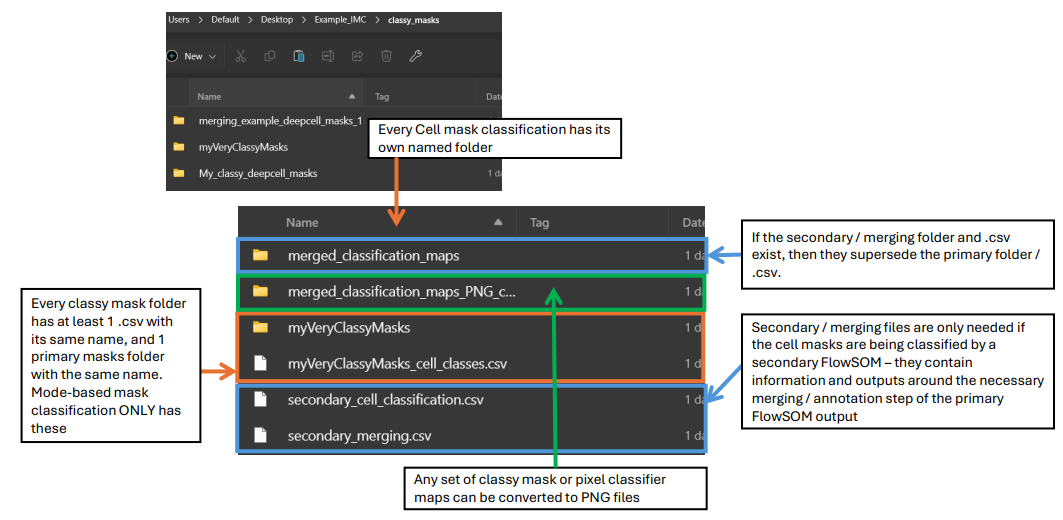 Users > Default > Desktop > Example_IMC > classy_masks
New
Name Tag Date
merging_example_deepcell_masks_1
myVeryClassyMasks
My_classy_deepcell_masks 1 d
Every Cell mask classification has its
own named folder
Name Tag Date
merged_classification_maps 1 da
merged_classification_maps_PNG_c... 1 da
myVeryClassyMasks 1 da
myVeryClassyMasks_cell_classes.csv 1 da
secondary_cell_classification.csv 1 da
secondary_merging.csv 1 da
If the secondary / merging folder and .csv
exist, then they supersede the primary folder /
.csv.
Every classy mask folder
has at least 1 .csv with
its same name, and 1
primary masks folder
with the same name.
Mode-based mask
classification ONLY has
these
Secondary / merging files are only needed if
the cell masks are being classified by a
secondary FlowSOM – they contain
information and outputs around the necessary
merging / annotation step of the primary
FlowSOM output
Any set of classy mask or pixel classifier
maps can be converted to PNG files